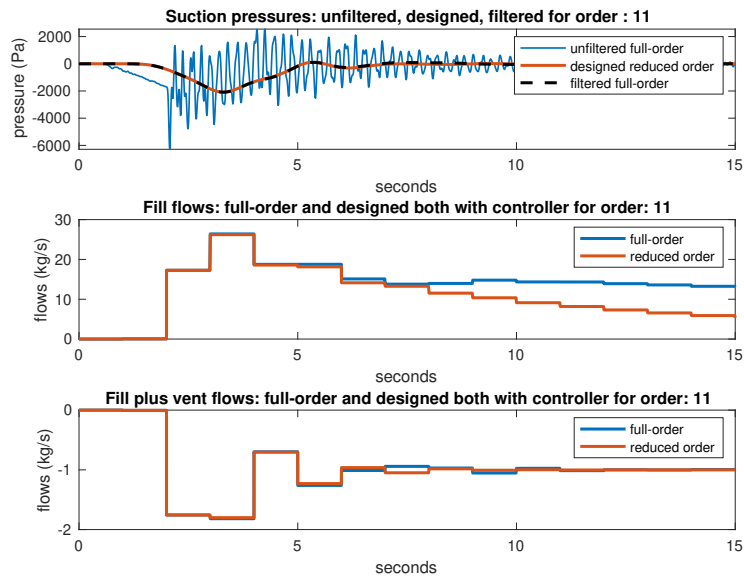 Suction pressures: unfiltered, designed, filtered for order : 11
pressure (Pa)
2000
0
-2000
-4000
-6000
unfiltered full-order
designed reduced order
filtered full-order
0 5 10 15
seconds
Fill flows: full-order and designed both with controller for order: 11
flows (kg/s)
30
20
10
0
full-order
reduced order
0 5 10 15
seconds
Fill plus vent flows: full-order and designed both with controller for order: 11
flows (kg/s)
0
-1
-2
full-order
reduced order
0 5 10 15
seconds